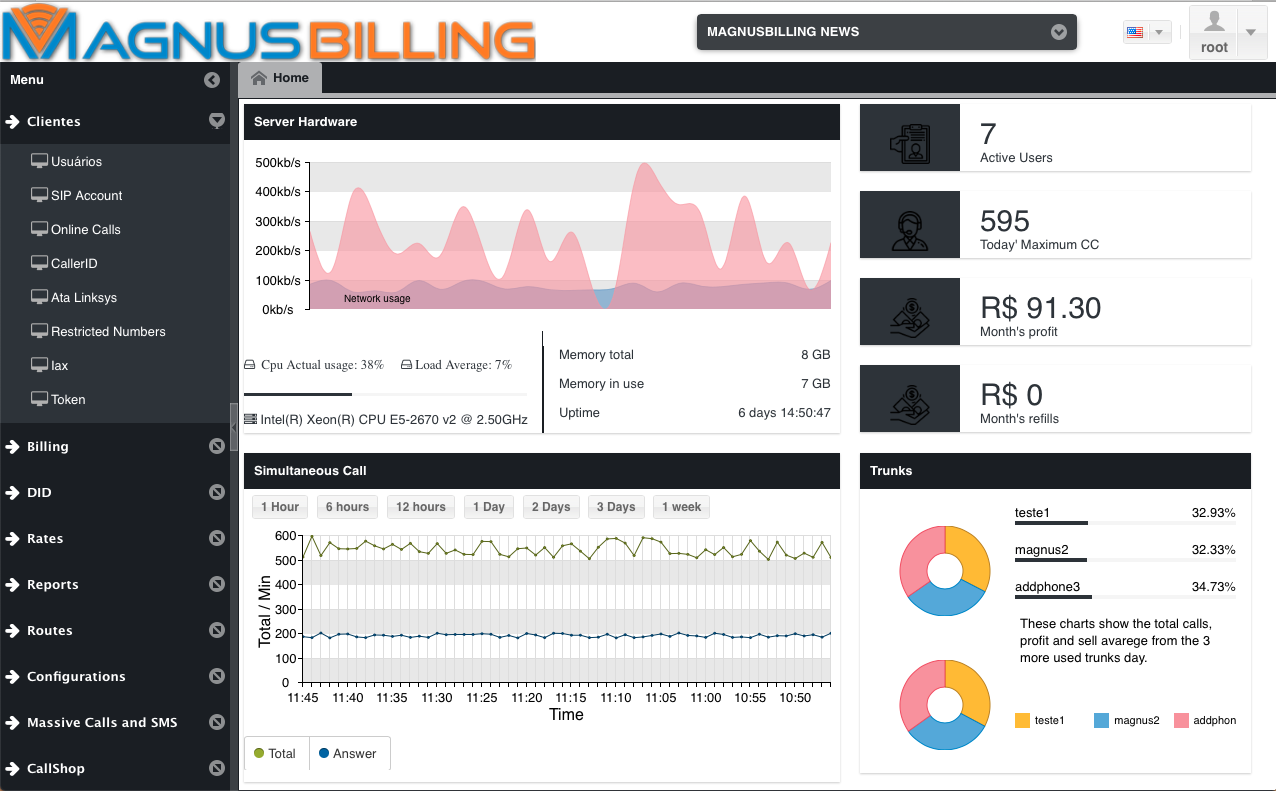 MAGNUSBILLING
MAGNUSBILLING NEWS
root
Menu
Home
Clientes
Usuários
SIP Account
Online Calls
CallerID
Ata Linksys
Restricted Numbers
Iax
Token
Billing
DID
Rates
Reports
Routes
Configurations
Massive Calls and SMS
CallShop
Server Hardware
500kb/s
400kb/s
300kb/s
200kb/s
100kb/s
0kb/s
Network usage
Cpu Actual usage: 38% Load Average: 7%
Intel(R) Xeon(R) CPU E5-2670 v2 @ 2.50GHz
Memory total 8 GB
Memory in use 7 GB
Uptime 6 days 14:50:47
7
Active Users
595
Today' Maximum CC
R$ 91.30
Month's profit
R$ 0
Month's refills
Simultaneous Call
1 Hour 6 hours 12 hours 1 Day 2 Days 3 Days 1 week
Total / Min
600
500
400
300
200
100
0
11:45 11:40 11:35 11:30 11:25 11:20 11:15 11:10 11:05 11:00 10:55 10:50
Time
Total Answer
Trunks
teste1 32.93%
magnus2 32.33%
addphone3 34.73%
These charts show the total calls,
profit and sell avarege from the 3
more used trunks day.
teste1 magnus2 addphon